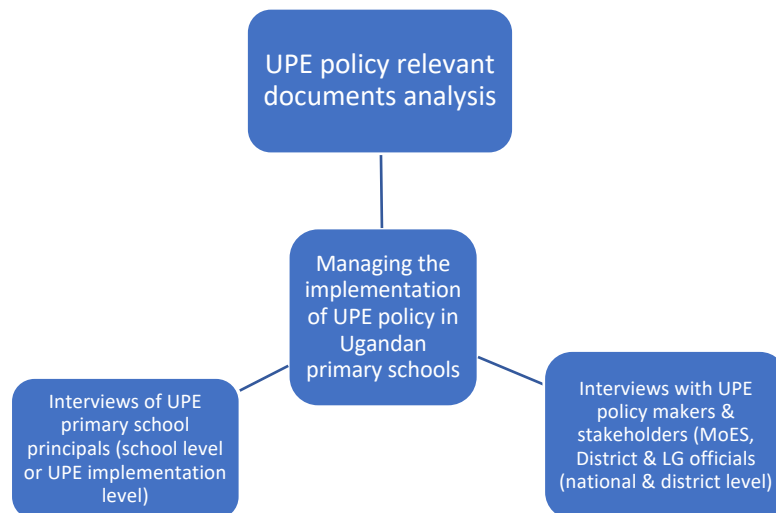 UPE policy relevant
documents analysis
Managing the
implementation
of UPE policy in
Ugandan
primary schools
Interviews of UPE
primary school
principals (school level
or UPE implementation
level)
Interviews with UPE
policy makers &
stakeholders (MoES,
District & LG officials
(national & district level)